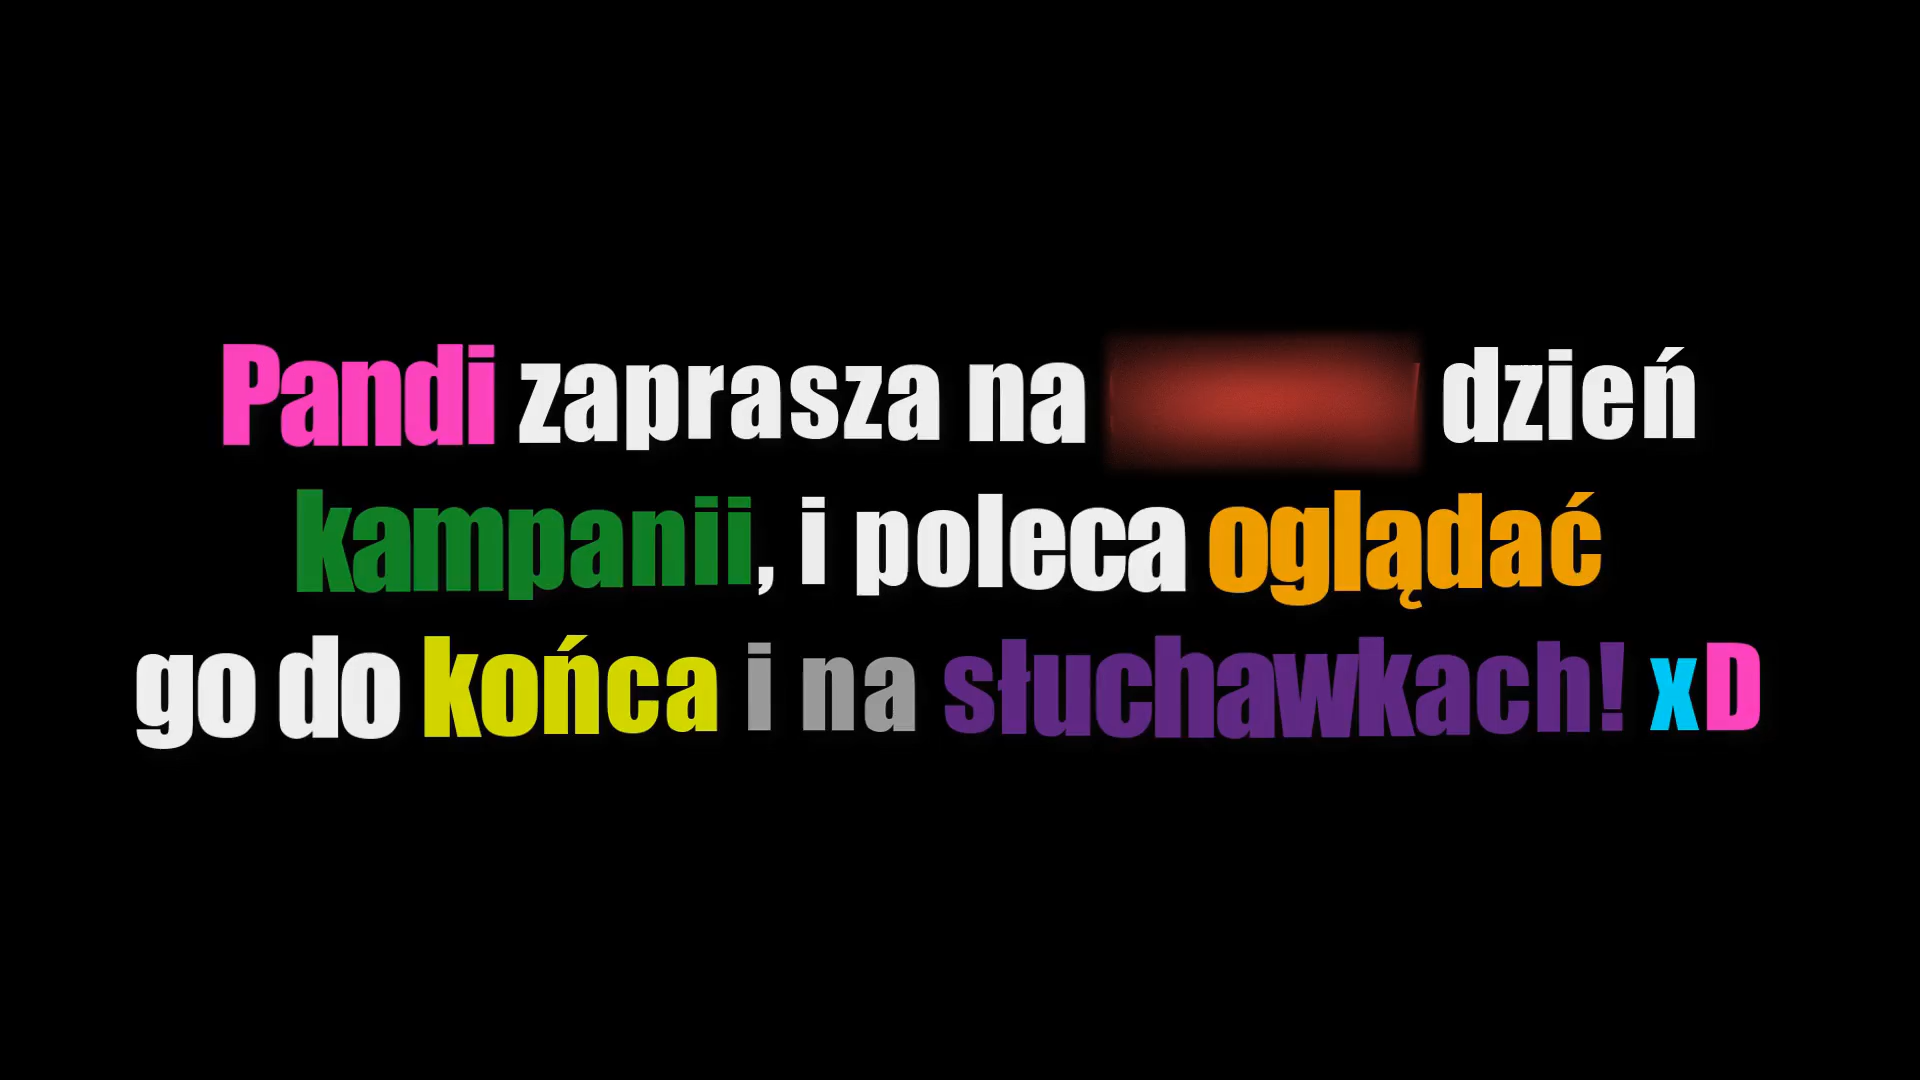 Pandi zaprasza na dzień
kampanii, i poleca oglądać
go do końca i na słuchawkach! xD